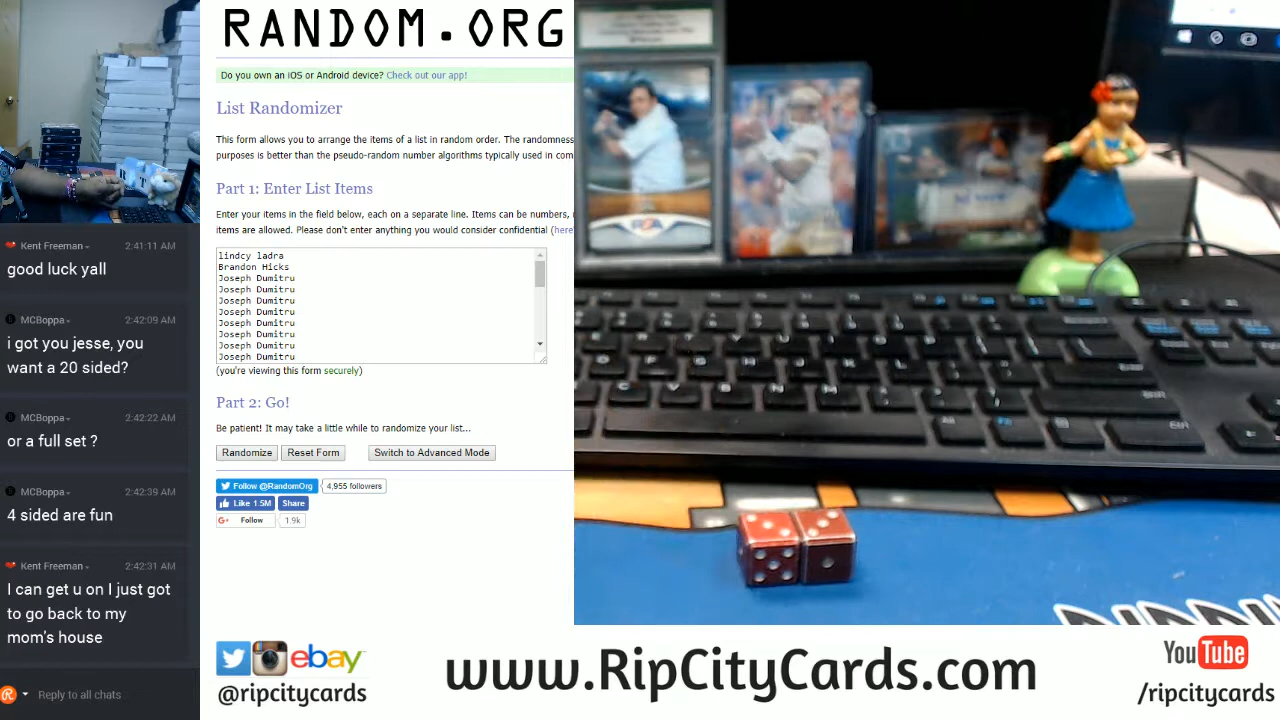 RANDOM.ORG
Do you own an iOS or Android device? Check out our app!
List Randomizer
This form allows you to arrange the items of a list in random order. The randomness
purposes is better than the pseudo-random number algorithms typically used in com
Part 1: Enter List Items
Enter your items in the field below, each on a separate line. Items can be numbers,
items are allowed. Please don't enter anything you would consider confidential (here
lindcy ladra
Brandon Hicks
Joseph Dumitru
Joseph Dumitru
Joseph Dumitru
Joseph Dumitru
Joseph Dumitru
Joseph Dumitru
Joseph Dumitru
Joseph Dumitru
(you're viewing this form securely)
Part 2: Go!
Be patient! It may take a little while to randomize your list...
Randomize
Reset Form
Switch to Advanced Mode
Follow @RandomOrg
4,955 followers
Like 1.5M
Share
G+ Follow
1.9k
Kent Freeman
2:41:11 AM
good luck yall
MCBoppa
2:42:09 AM
i got you jesse, you
want a 20 sided?
MCBoppa
2:42:22 AM
or a full set ?
MCBoppa
2:42:39 AM
4 sided are fun
Kent Freeman
2:42:31 AM
I can get u on I just got
to go back to my
mom's house
Reply to all chats
ebay
@ripcitycards
www.RipCityCards.com
YouTube
/ripcitycards